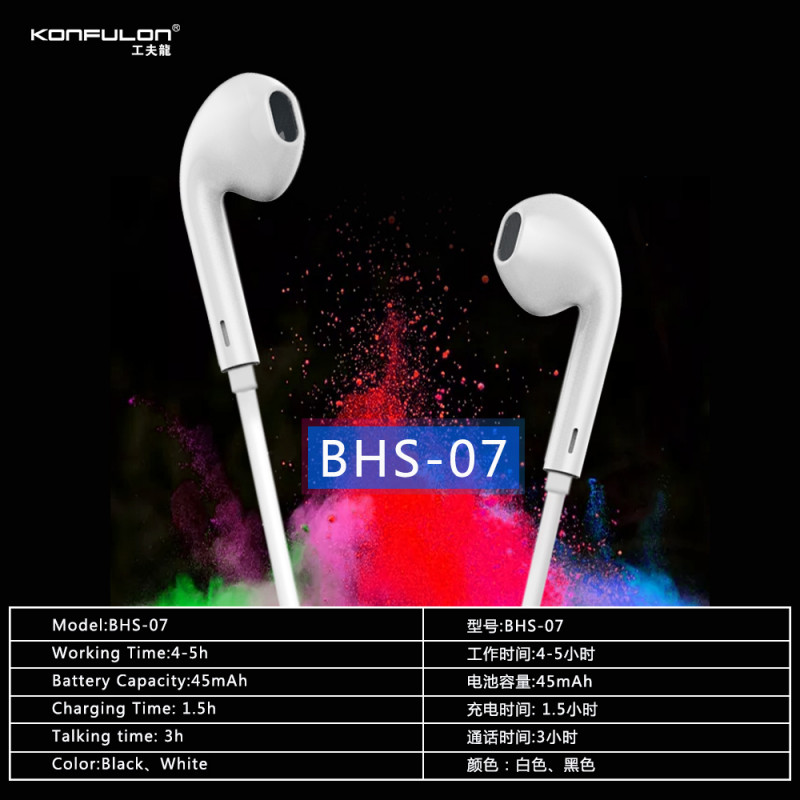 KONFULON®
工夫龍
BHS-07
Model:BHS-07
型号:BHS-07
Working Time:4-5h
工作时间:4-5小时
Battery Capacity:45mAh
电池容量:45mAh
Charging Time: 1.5h
充电时间: 1.5小时
Talking time: 3h
通话时间:3小时
Color:Black、White
颜色：白色、黑色